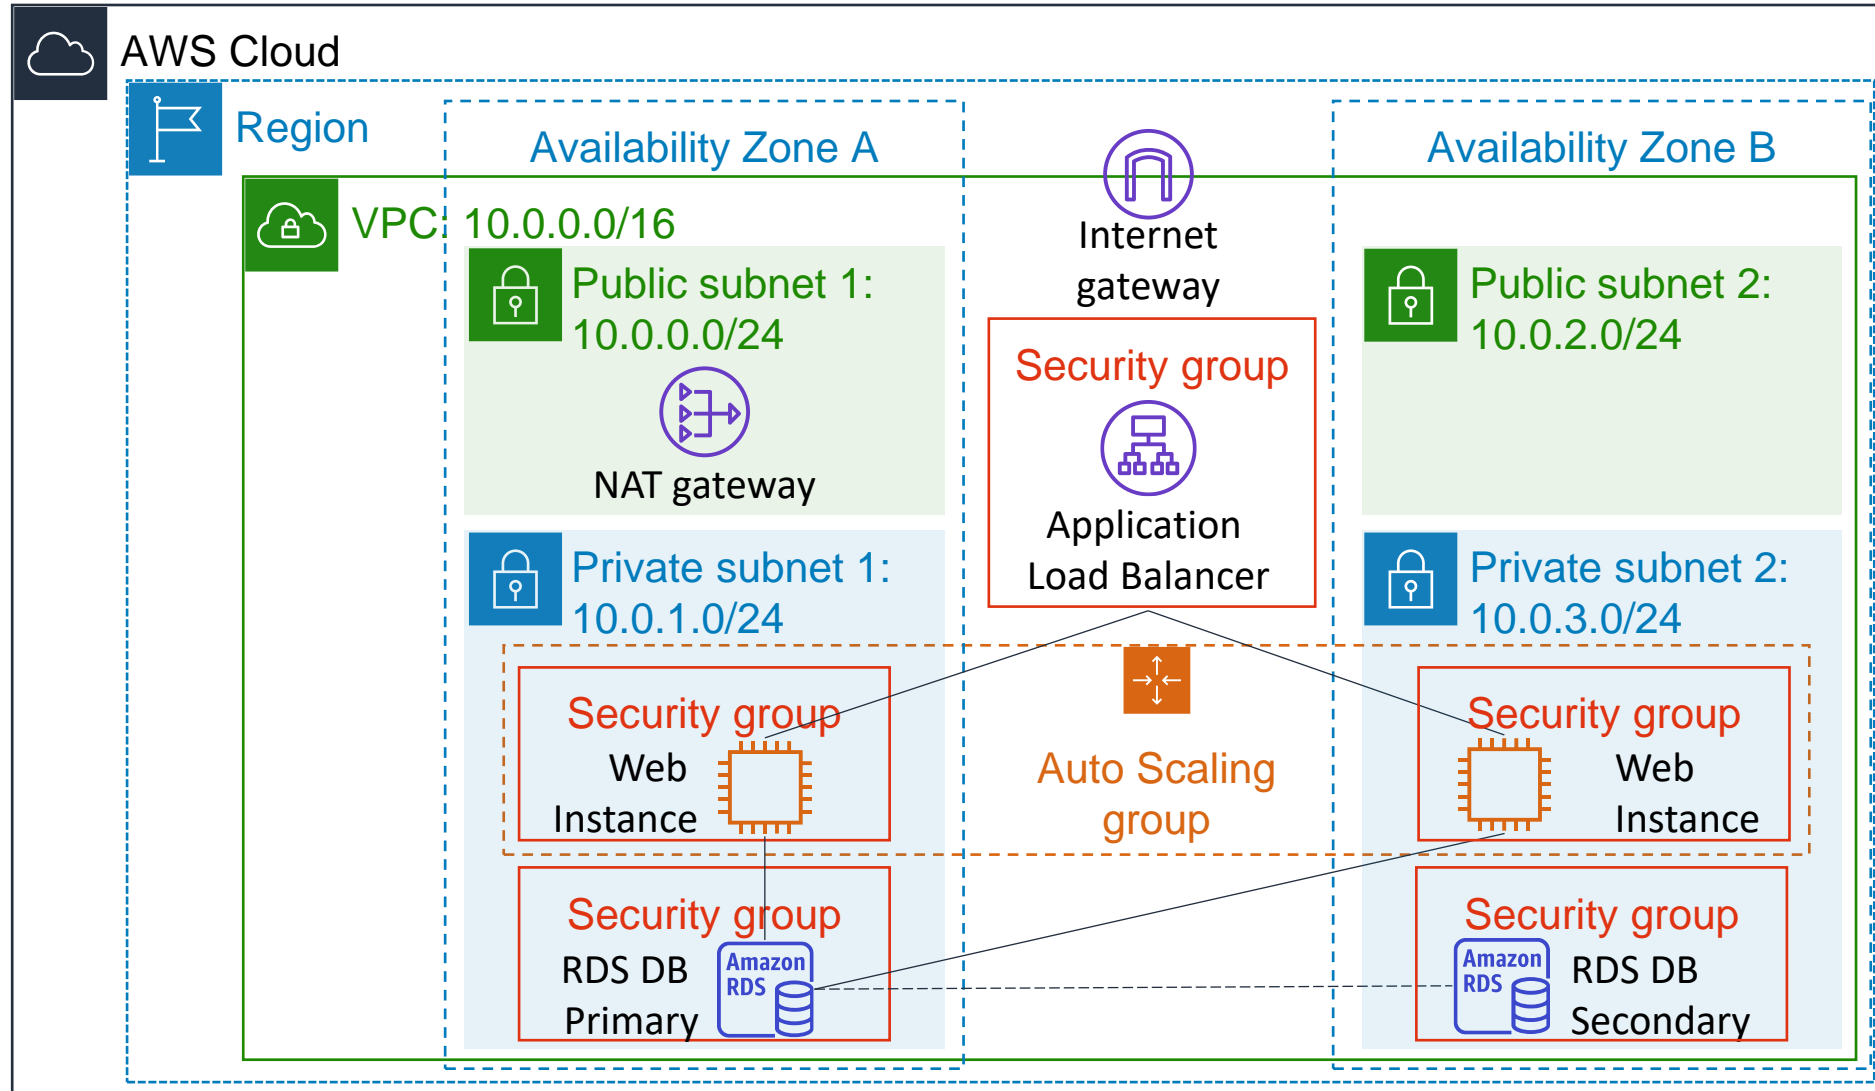 AWS Cloud
Region
Availability Zone A
Availability Zone B
VPC: 10.0.0.0/16
Internet
gateway
Public subnet 1:
10.0.0.0/24
NAT gateway
Security group
Application
Load Balancer
Public subnet 2:
10.0.2.0/24
Private subnet 1:
10.0.1.0/24
Private subnet 2:
10.0.3.0/24
Security group
Web
Instance
Auto Scaling
group
Security group
Web
Instance
Security group
RDS DB
Primary
Amazon
RDS
Security group
Amazon
RDS
RDS DB
Secondary